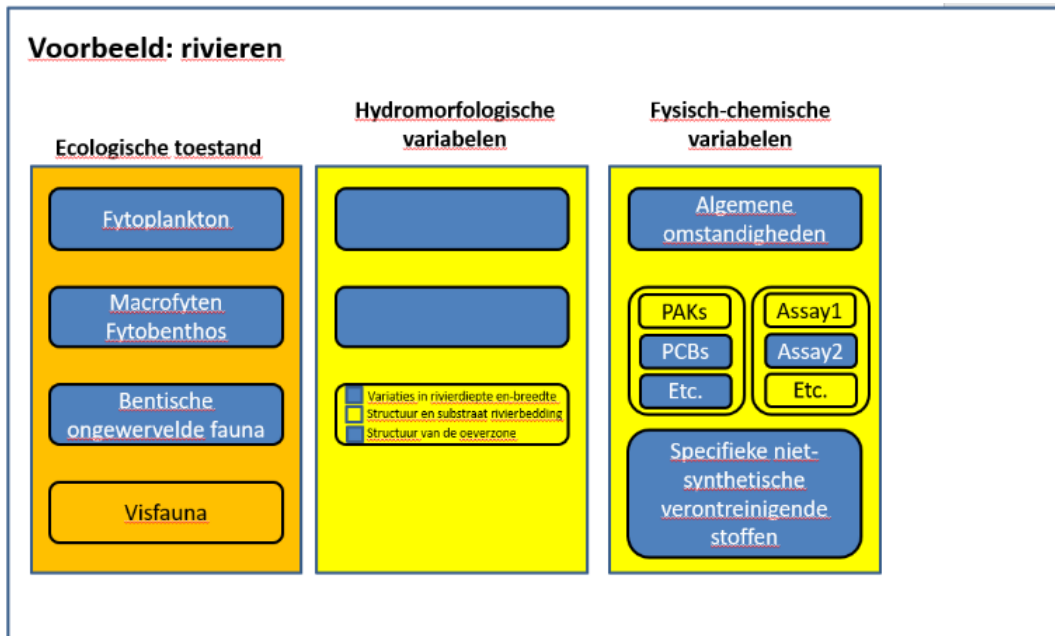 Voorbeeld: rivieren
Ecologische toestand
Fytoplankton
Macrofyten
Fytobenthos
Bentische
ongewervelde fauna
Visfauna
Hydromorfologische
variabelen
Variaties in rivierdiepte en-breedte
Structuur en substraat rivierbedding
Structuur van de oeverzone
Fysisch-chemische
variabelen
Algemene
omstandigheden
PAKs
PCBs
Etc.
Assay1
Assay2
Etc.
Specifieke niet-
synthetische
verontreinigende
stoffen